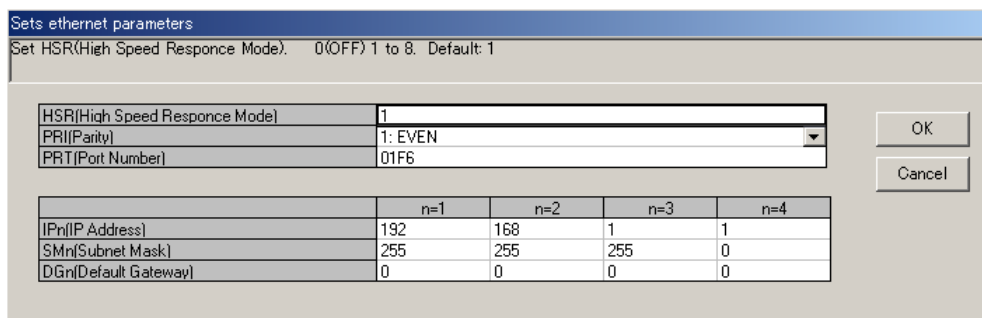 Sets ethernet parameters
Set HSR(High Speed Responce Mode). 0(OFF) 1 to 8. Default: 1
HSR(High Speed Responce Mode) 1
PRI(Parity) 1: EVEN
PRT(Port Number) 01F6
OK
Cancel
n=1 n=2 n=3 n=4
IPn(IP Address) 192 168 1 1
SMn(Subnet Mask) 255 255 255 0
DGn(Default Gateway) 0 0 0 0